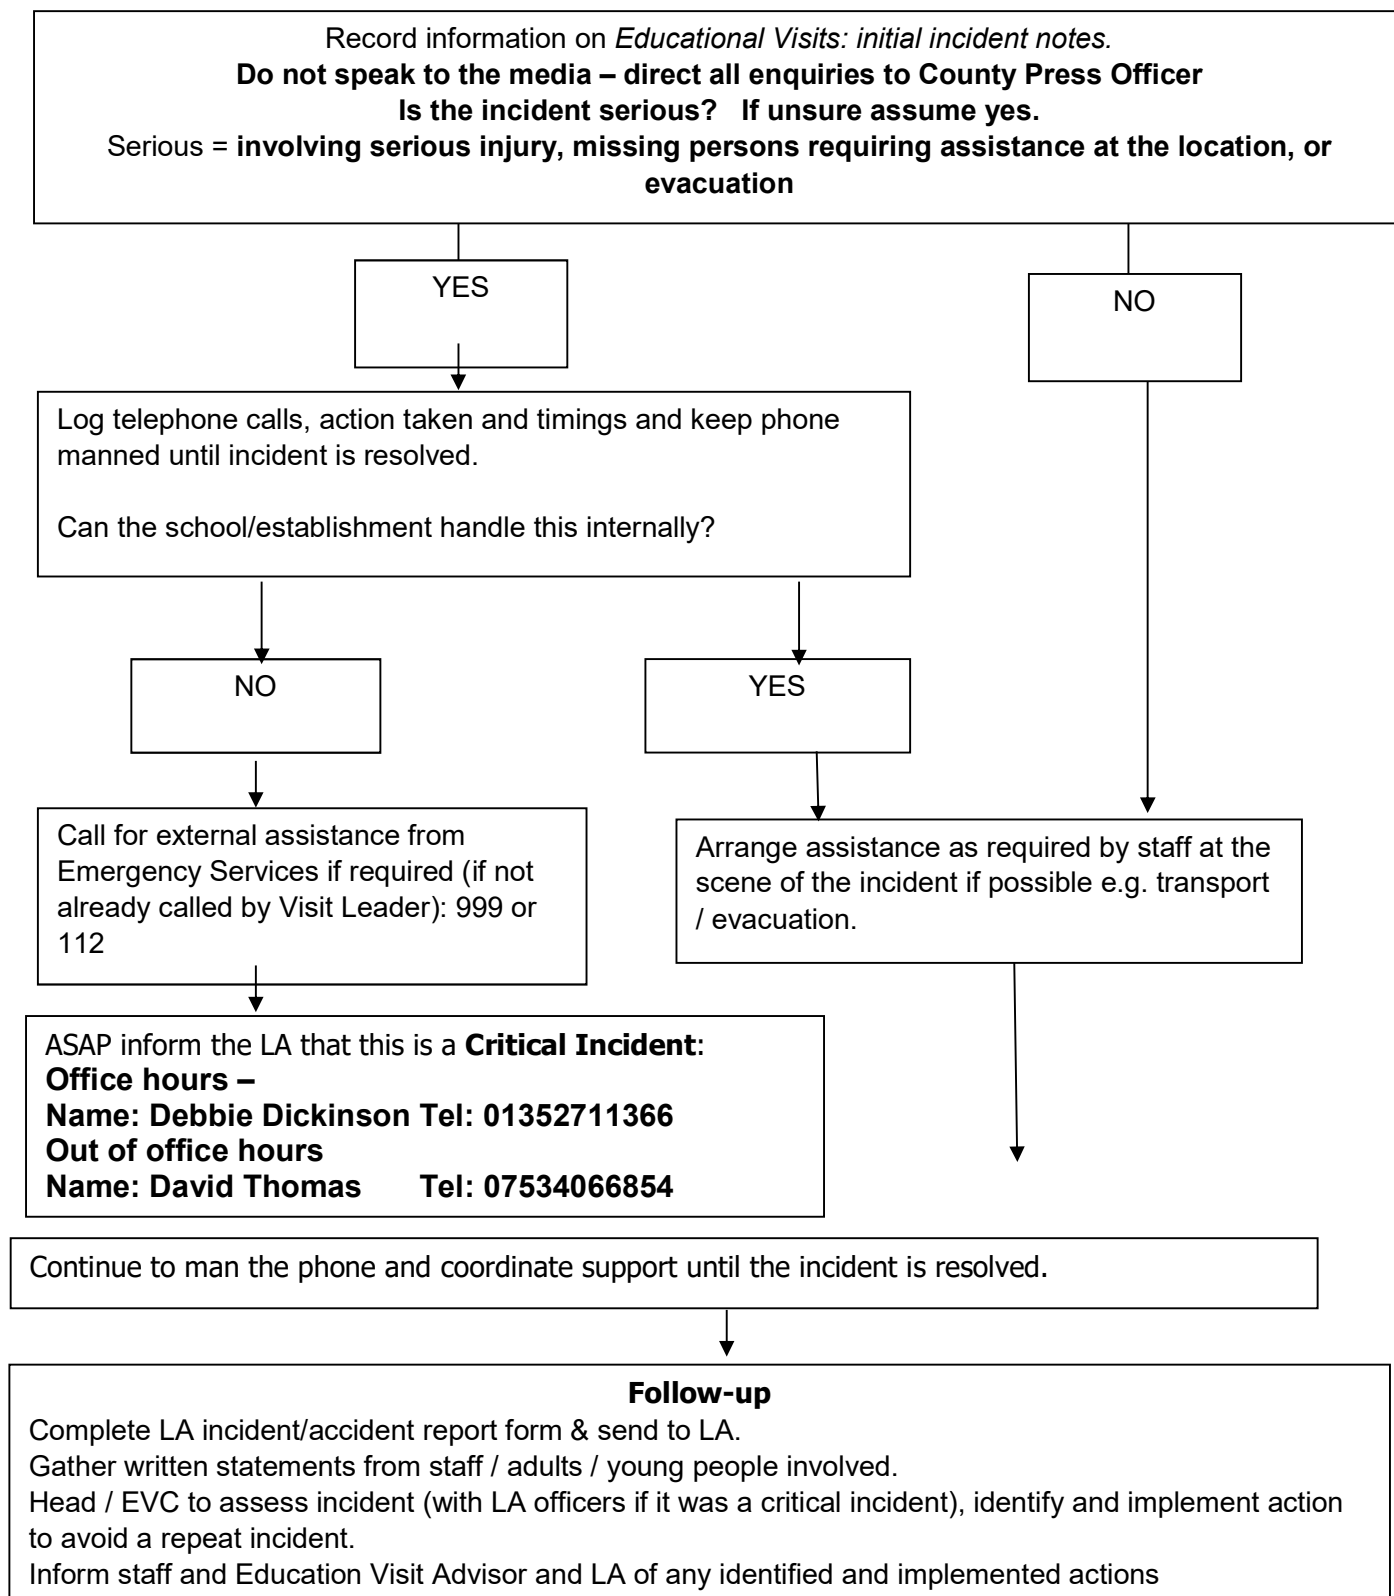 Record information on Educational Visits: initial incident notes.
Do not speak to the media – direct all enquiries to County Press Officer
Is the incident serious? If unsure assume yes.
Serious = involving serious injury, missing persons requiring assistance at the location, or
evacuation
YES
NO
Log telephone calls, action taken and timings and keep phone
manned until incident is resolved.
Can the school/establishment handle this internally?
NO
YES
Call for external assistance from
Emergency Services if required (if not
already called by Visit Leader): 999 or
112
Arrange assistance as required by staff at the
scene of the incident if possible e.g. transport
/ evacuation.
ASAP inform the LA that this is a Critical Incident:
Office hours –
Name: Debbie Dickinson Tel: 01352711366
Out of office hours
Name: David Thomas Tel: 07534066854
Continue to man the phone and coordinate support until the incident is resolved.
Follow-up
Complete LA incident/accident report form & send to LA.
Gather written statements from staff / adults / young people involved.
Head / EVC to assess incident (with LA officers if it was a critical incident), identify and implement action
to avoid a repeat incident.
Inform staff and Education Visit Advisor and LA of any identified and implemented actions